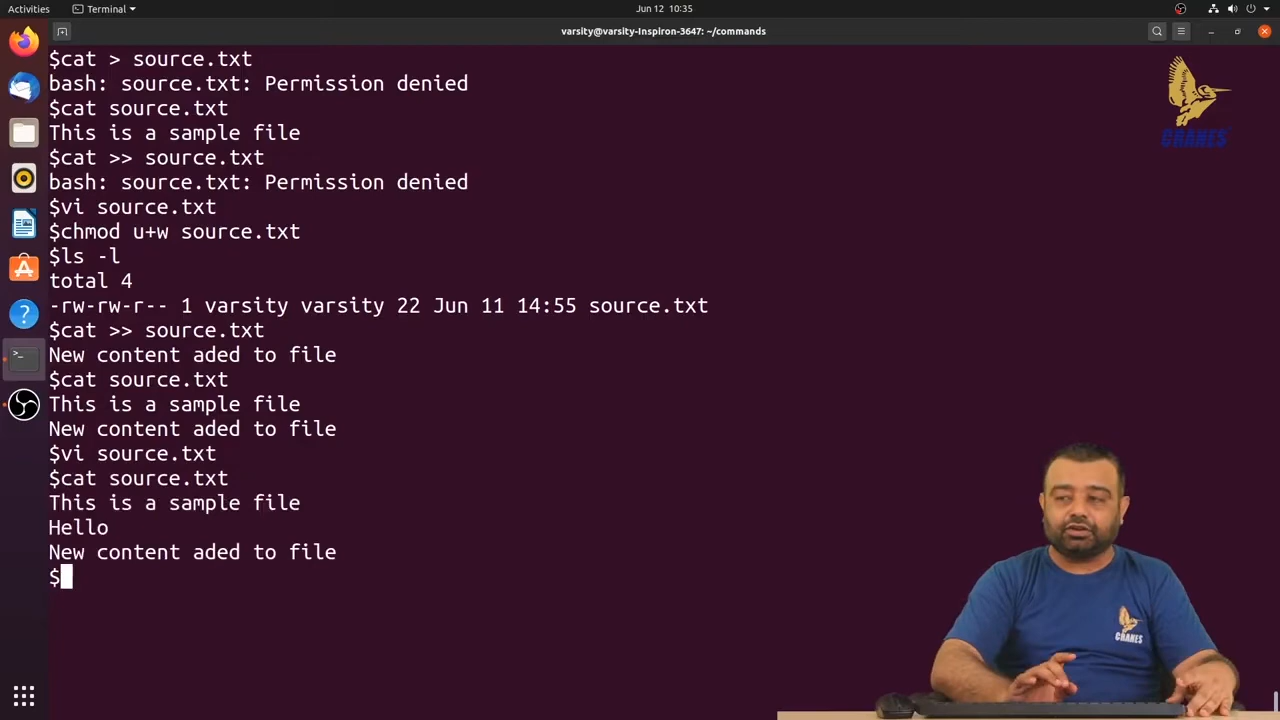 Activities
Terminal
Jun 12 10:35
varsity@varsity-Inspiron-3647: ~/commands
$cat > source.txt
bash: source.txt: Permission denied
$cat source.txt
This is a sample file
$cat >> source.txt
bash: source.txt: Permission denied
$vi source.txt
$chmod u+w source.txt
$ls -l
total 4
-rw-rw-r-- 1 varsity varsity 22 Jun 11 14:55 source.txt
$cat >> source.txt
New content aded to file
$cat source.txt
This is a sample file
New content aded to file
$vi source.txt
$cat source.txt
This is a sample file
Hello
New content aded to file
$
CRANES
CRANES